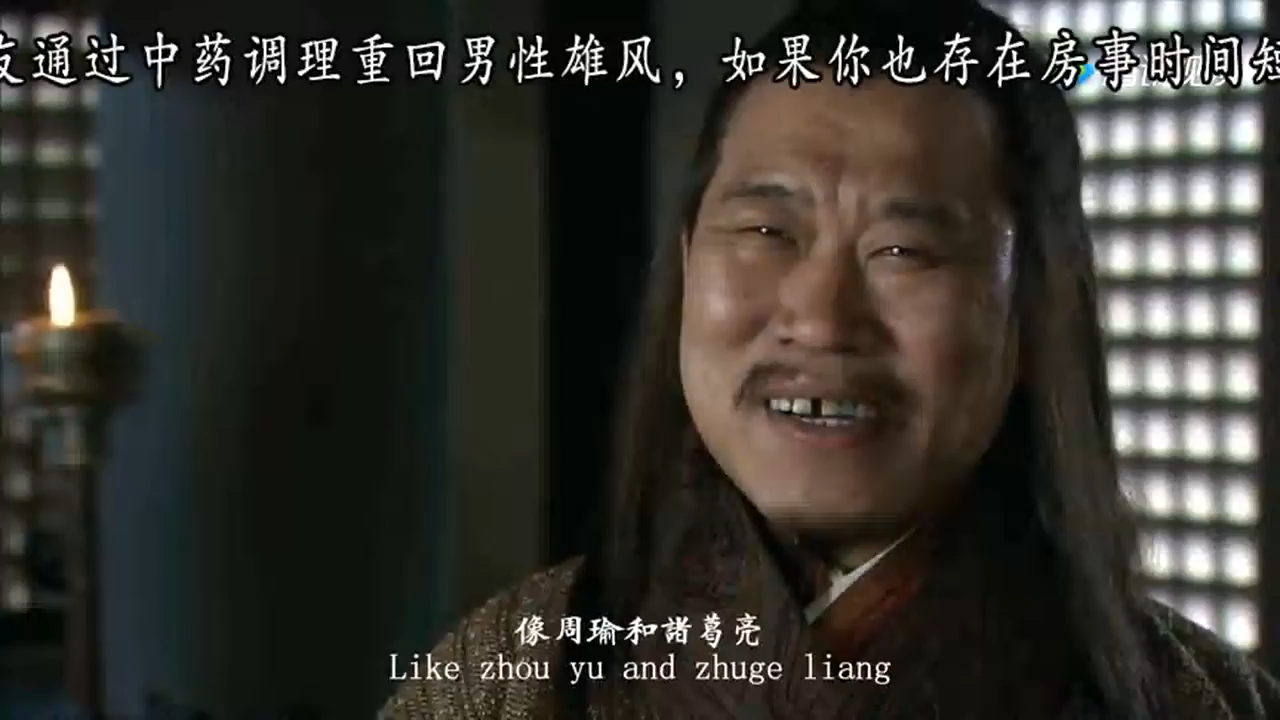 友通过中药调理重回男性雄风，如果你也存在房事时间短
像周瑜和諸葛亮
Like zhou yu and zhuge liang